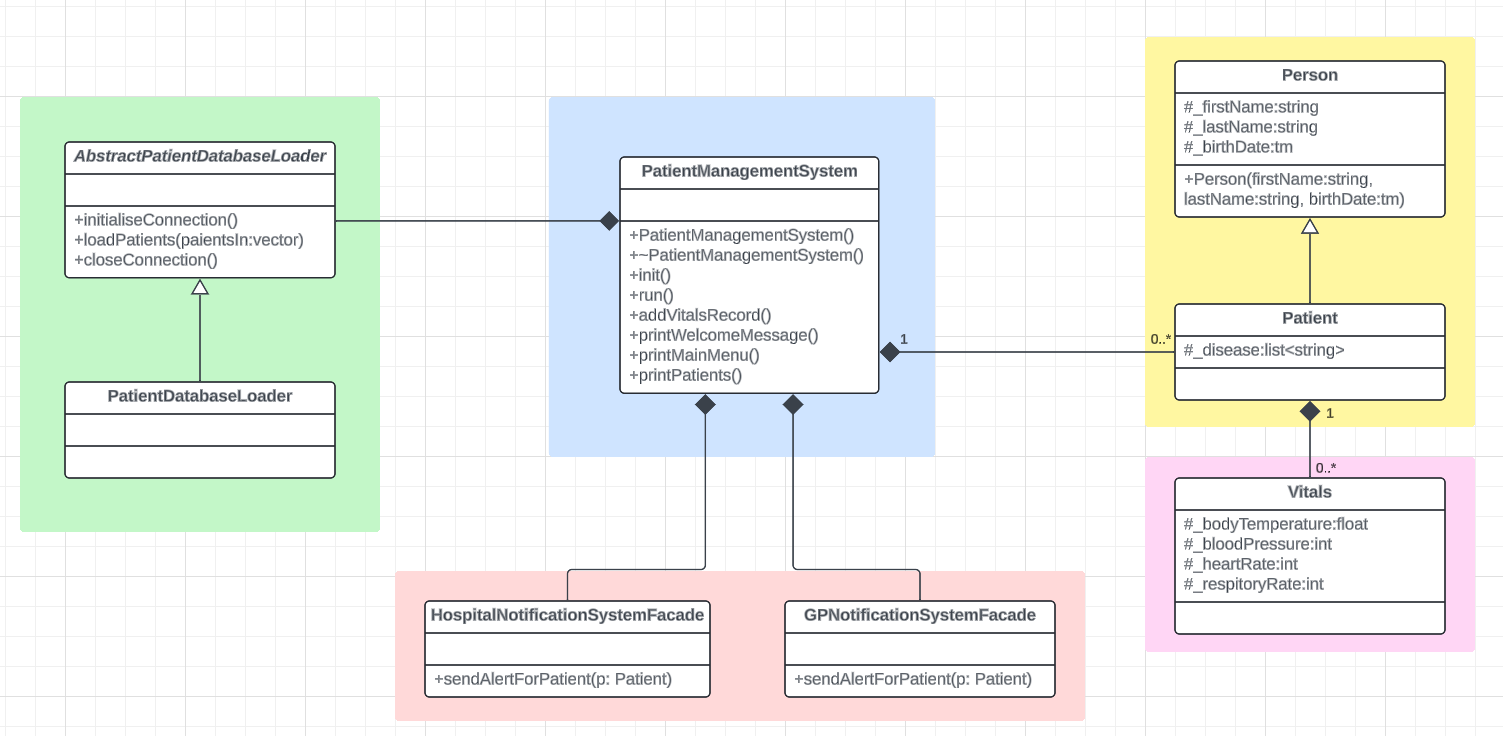 AbstractPatientDatabaseLoader
+initialiseConnection()
+loadPatients(paientsIn:vector)
+closeConnection()
PatientDatabaseLoader
PatientManagementSystem
+PatientManagementSystem()
+~PatientManagementSystem()
+init()
+run()
+addVitalsRecord()
+printWelcomeMessage()
+printMainMenu()
+printPatients()
1
0..*
Person
#_firstName:string
#_lastName:string
#_birthDate:tm
+Person(firstName:string,
lastName:string, birthDate:tm)
Patient
#_disease:list<string>
1
0..*
Vitals
#_bodyTemperature:float
#_bloodPressure:int
#_heartRate:int
#_respitoryRate:int
HospitalNotificationSystemFacade
+sendAlertForPatient(p: Patient)
GPNotificationSystemFacade
+sendAlertForPatient(p: Patient)